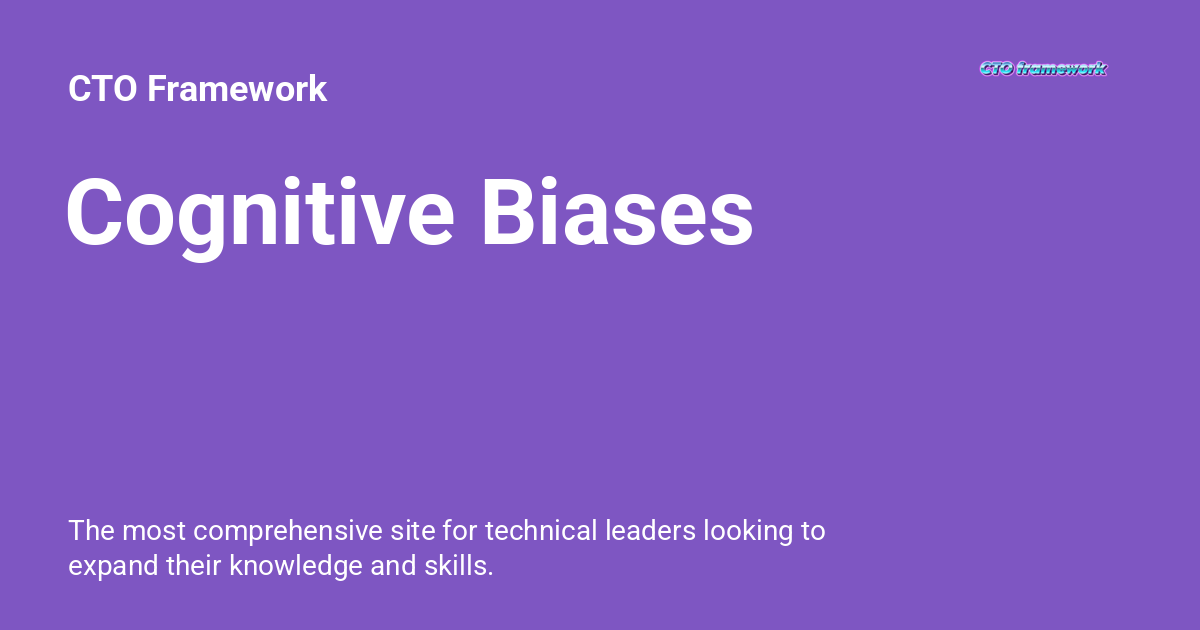 CTO Framework
CTO framework
Cognitive Biases
The most comprehensive site for technical leaders looking to
expand their knowledge and skills.